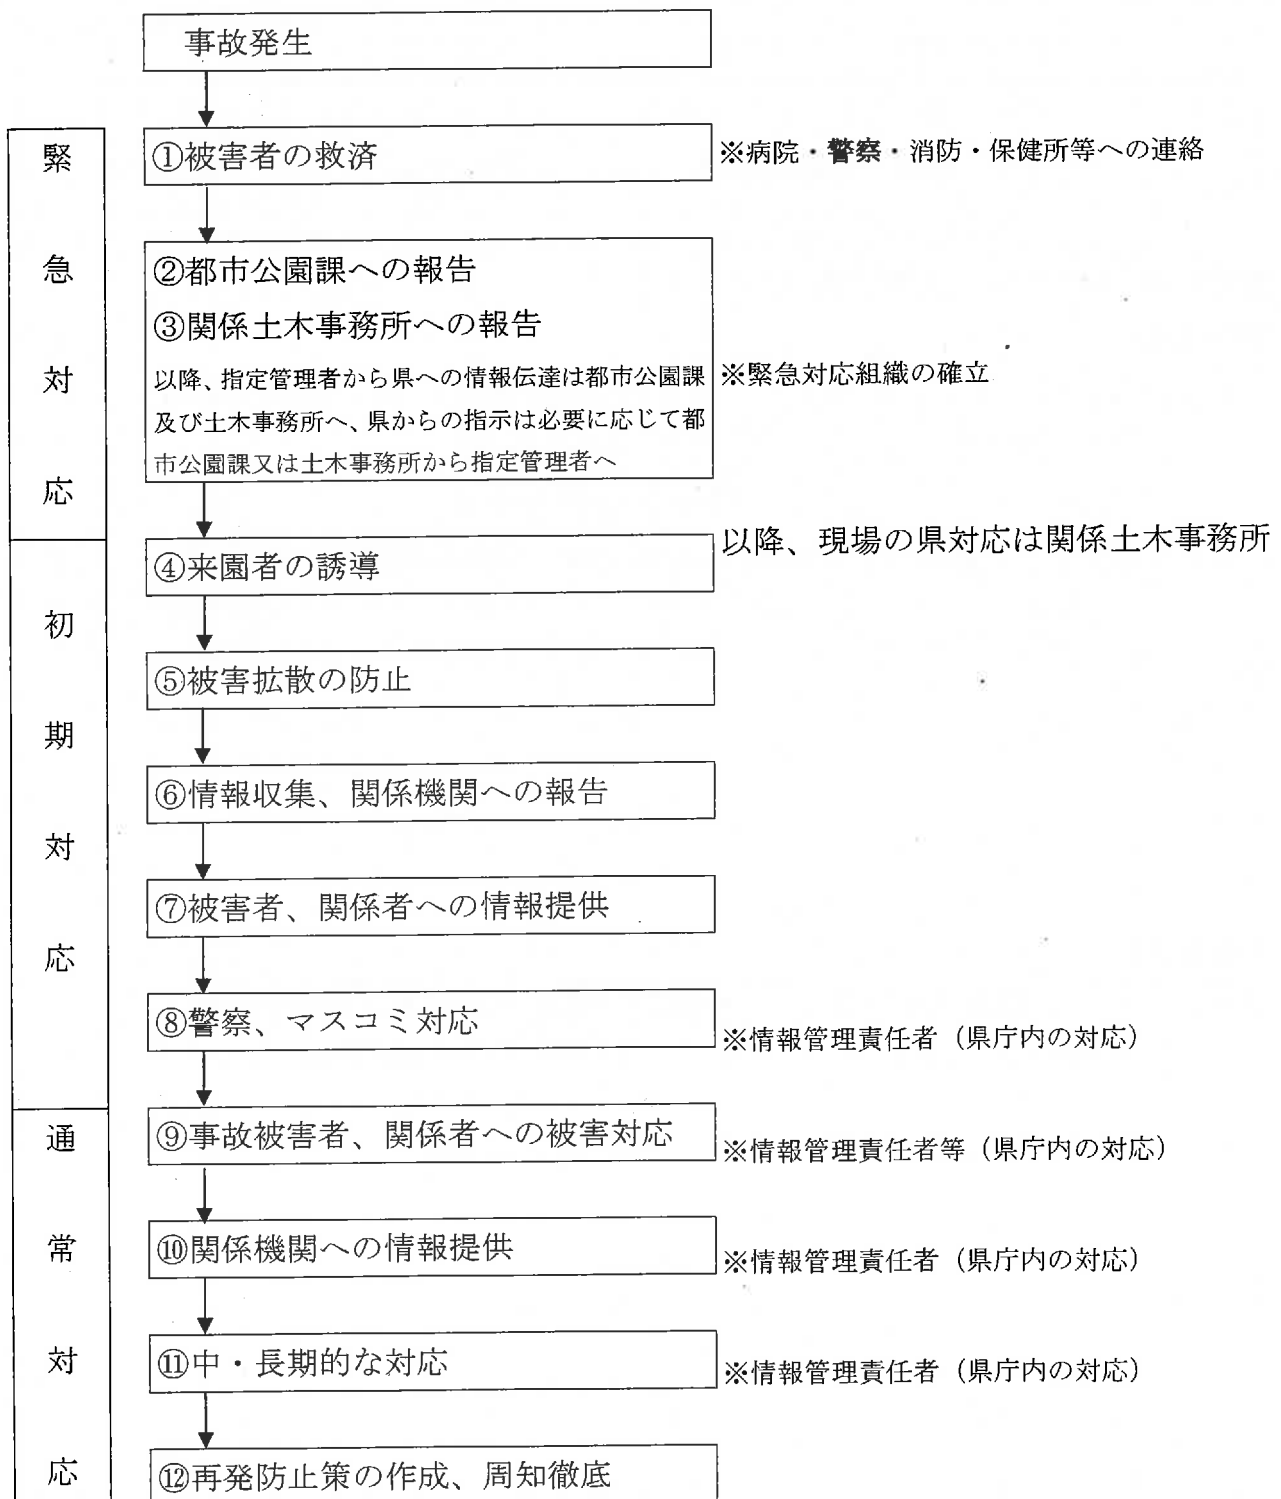 事故発生
緊急対応
①被害者の救済
※病院・警察・消防・保健所等への連絡
②都市公園課への報告
③関係土木事務所への報告
以降、指定管理者から県への情報伝達は都市公園課
及び土木事務所へ、県からの指示は必要に応じて都
市公園課又は土木事務所から指定管理者へ
※緊急対応組織の確立
初期対応
以降、現場の県対応は関係土木事務所
④来園者の誘導
⑤被害拡散の防止
⑥情報収集、関係機関への報告
⑦被害者、関係者への情報提供
⑧警察、マスコミ対応
※情報管理責任者（県庁内の対応）
通常対応
⑨事故被害者、関係者への被害対応
※情報管理責任者等（県庁内の対応）
⑩関係機関への情報提供
※情報管理責任者（県庁内の対応）
⑪中・長期的な対応
※情報管理責任者（県庁内の対応）
⑫再発防止策の作成、周知徹底